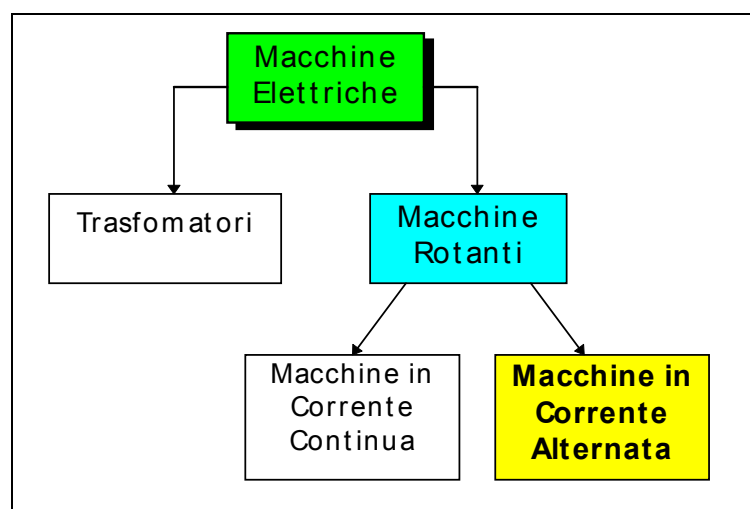 Macchine
Elettriche
Trasfomatori
Macchine
Rotanti
Macchine in
Corrente
Continua
Macchine in
Corrente
Alternata